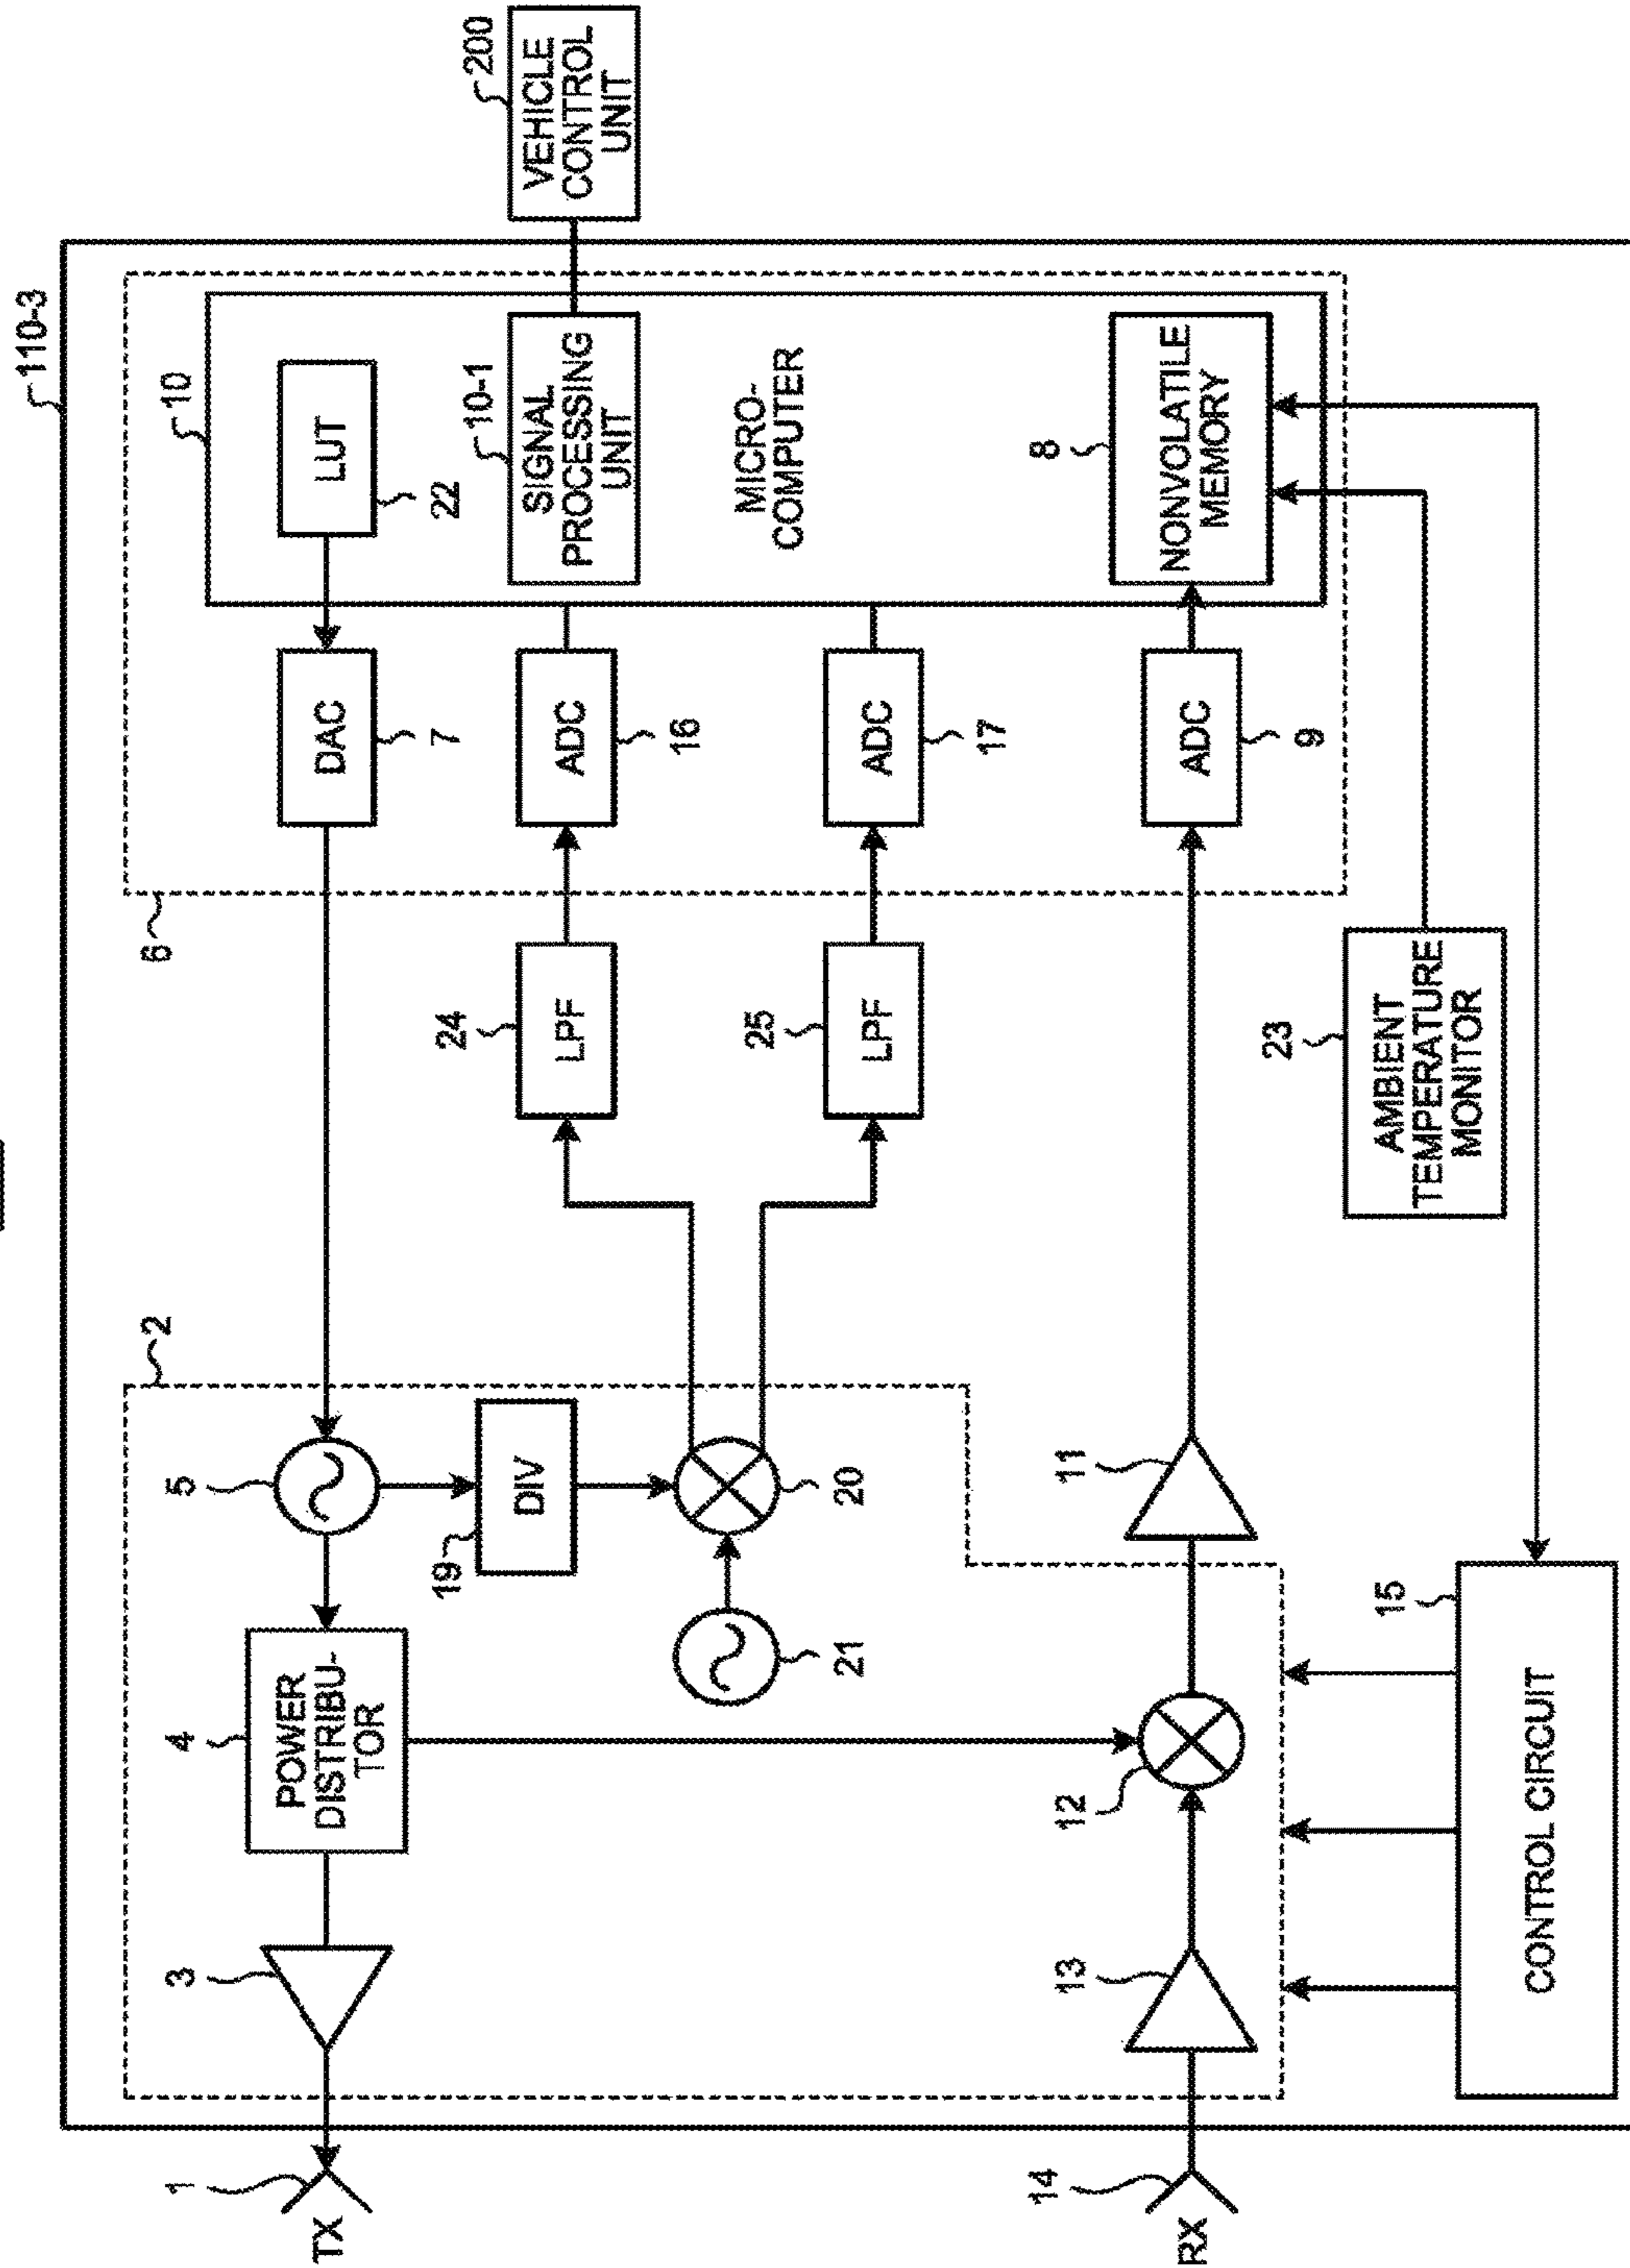 110-3
10
LUT
22
10-1
SIGNAL
PROCESSING
UNIT
200
VEHICLE
CONTROL
UNIT
MICRO-
COMPUTER
8
NONVOLATILE
MEMORY
DAC
7
ADC
16
ADC
17
ADC
9
6
24
LPF
25
LPF
23
AMBIENT
TEMPERATURE
MONITOR
2
5
19
DIV
20
21
11
4
POWER
DISTRIBU-
TOR
12
15
CONTROL CIRCUIT
3
13
1
TX
14
RX